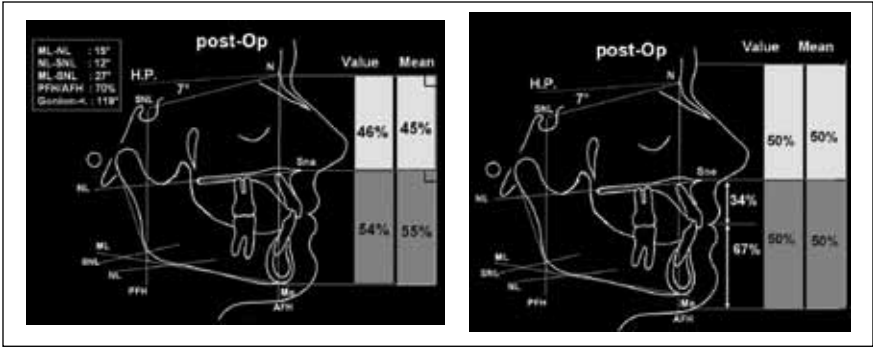 post-Op
Value Mean
ML-NL : 15°
NL-SNL : 12°
ML-SNL : 27°
PFH/AFH : 70%
Gonion-<. : 119°
N
H.P.
7°
SNL
46% 45%
Sna
NL
54% 55%
ML
SNL
NL
PFH
Me
AFH
post-Op
Value Mean
N
H.P.
7°
SNL
50% 50%
Sne
NL
34%
67% 50% 50%
ML
SNL
NL
PFH
Me
AFH